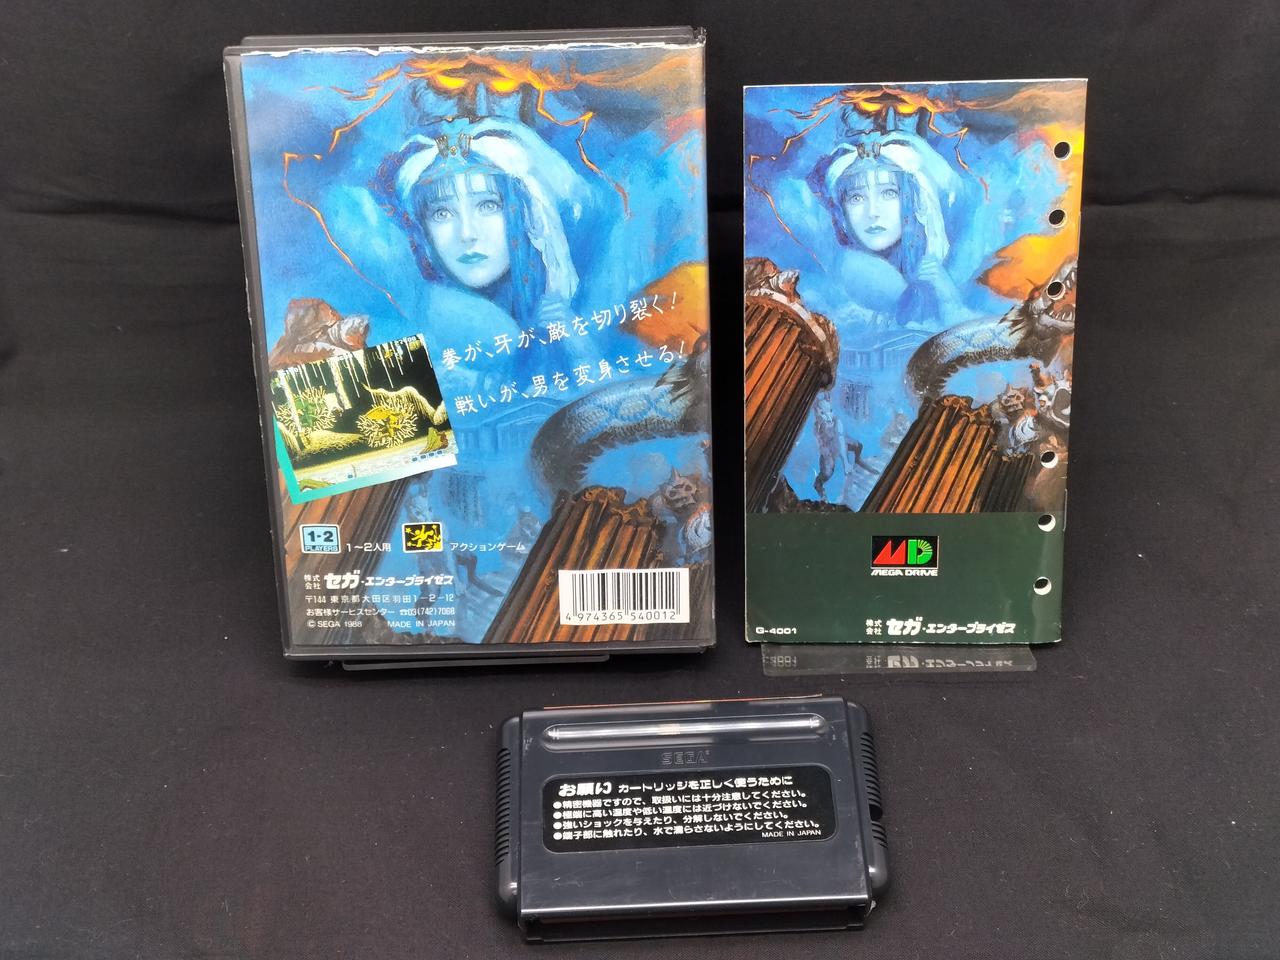 拳が、牙が、敵を切り裂く!
戦いが、男を変身させる!
1-2
PLAYERS
1〜2人用
アクションゲーム
株式会社 セガ・エンタープライゼス
〒144 東京都大田区羽田1-2-12
お客様サービスセンター ☎03(742)7068
© SEGA 1988 MADE IN JAPAN
4 974365 540012
MD
MEGA DRIVE
G-4001
株式会社 セガ・エンタープライゼス
SEGA
お願い カートリッジを正しく使うために
●精密機器ですので、取扱いには十分注意してください。
●極端に高い温度や低い温度には近づけないでください。
●強いショックを与えたり、分解しないでください。
●端子部に触れたり、水で濡らさないようにしてください。
MADE IN JAPAN